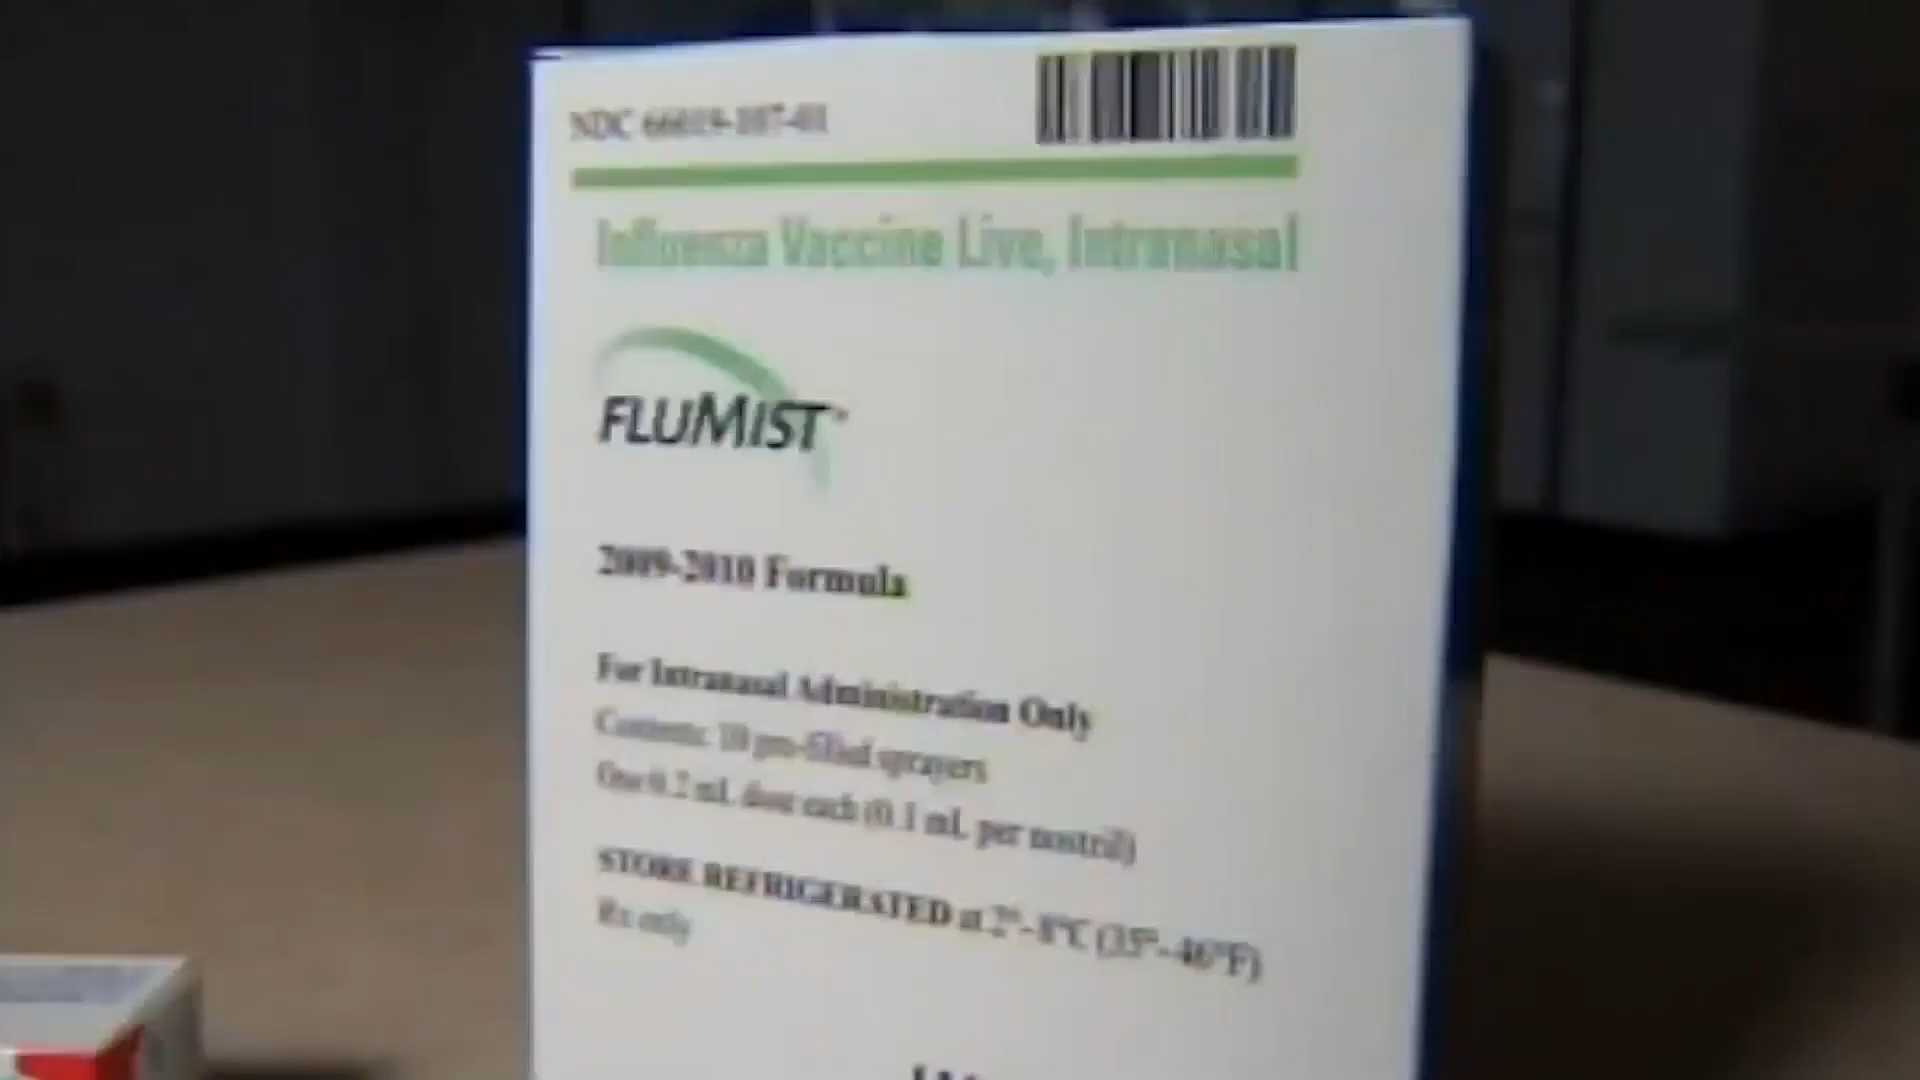 NDC 66019-107-01
Influenza Vaccine Live, Intranasal
FLUMIST™
2009-2010 Formula
For Intranasal Administration Only
Contents: 10 pre-filled sprayers
One 0.2 mL dose each (0.1 mL per nostril)
STORE REFRIGERATED at 2°-8°C (35°-46°F)
Rx only